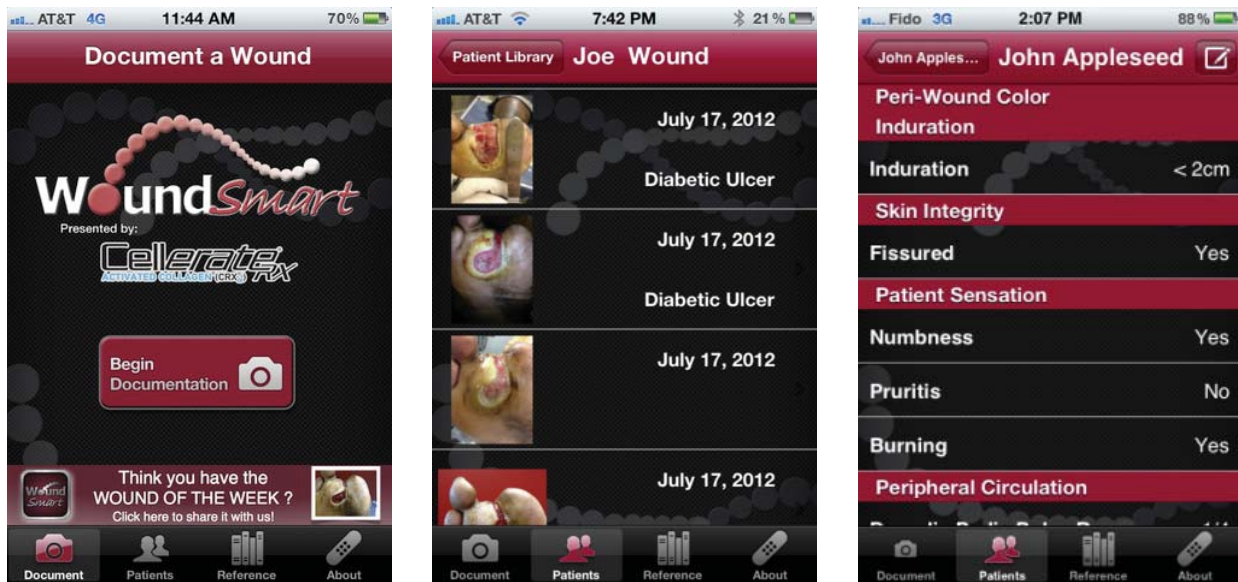 AT&T 4G 11:44 AM 70%
Document a Wound
WoundSmart
Presented by:
CellerateRX
ACTIVATED COLLAGEN (CRX)
Begin
Documentation
Think you have the
WOUND OF THE WEEK ?
Click here to share it with us!
Wound
Smart
Document Patients Reference About
AT&T 7:42 PM 21 %
Patient Library Joe Wound
July 17, 2012
Diabetic Ulcer
July 17, 2012
Diabetic Ulcer
July 17, 2012
July 17, 2012
Document Patients Reference About
Fido 3G 2:07 PM 88 %
John Apples... John Appleseed
Peri-Wound Color
Induration
Induration < 2cm
Skin Integrity
Fissured Yes
Patient Sensation
Numbness Yes
Pruritis No
Burning Yes
Peripheral Circulation
Document Patients Reference About